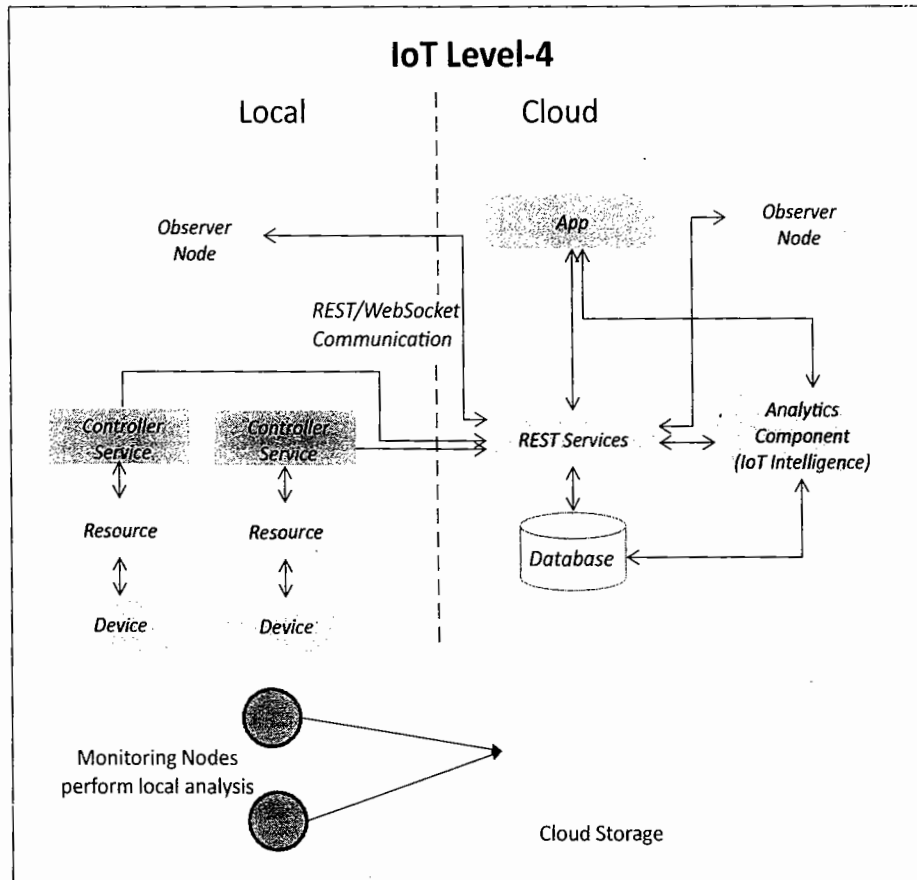 IoT Level-4
Local
Cloud
Observer
Node
App
Observer
Node
REST/WebSocket
Communication
Controller
Service
Controller
Service
REST Services
Analytics
Component
(IoT Intelligence)
Resource
Resource
Database
Device
Device
Monitoring Nodes
perform local analysis
Cloud Storage